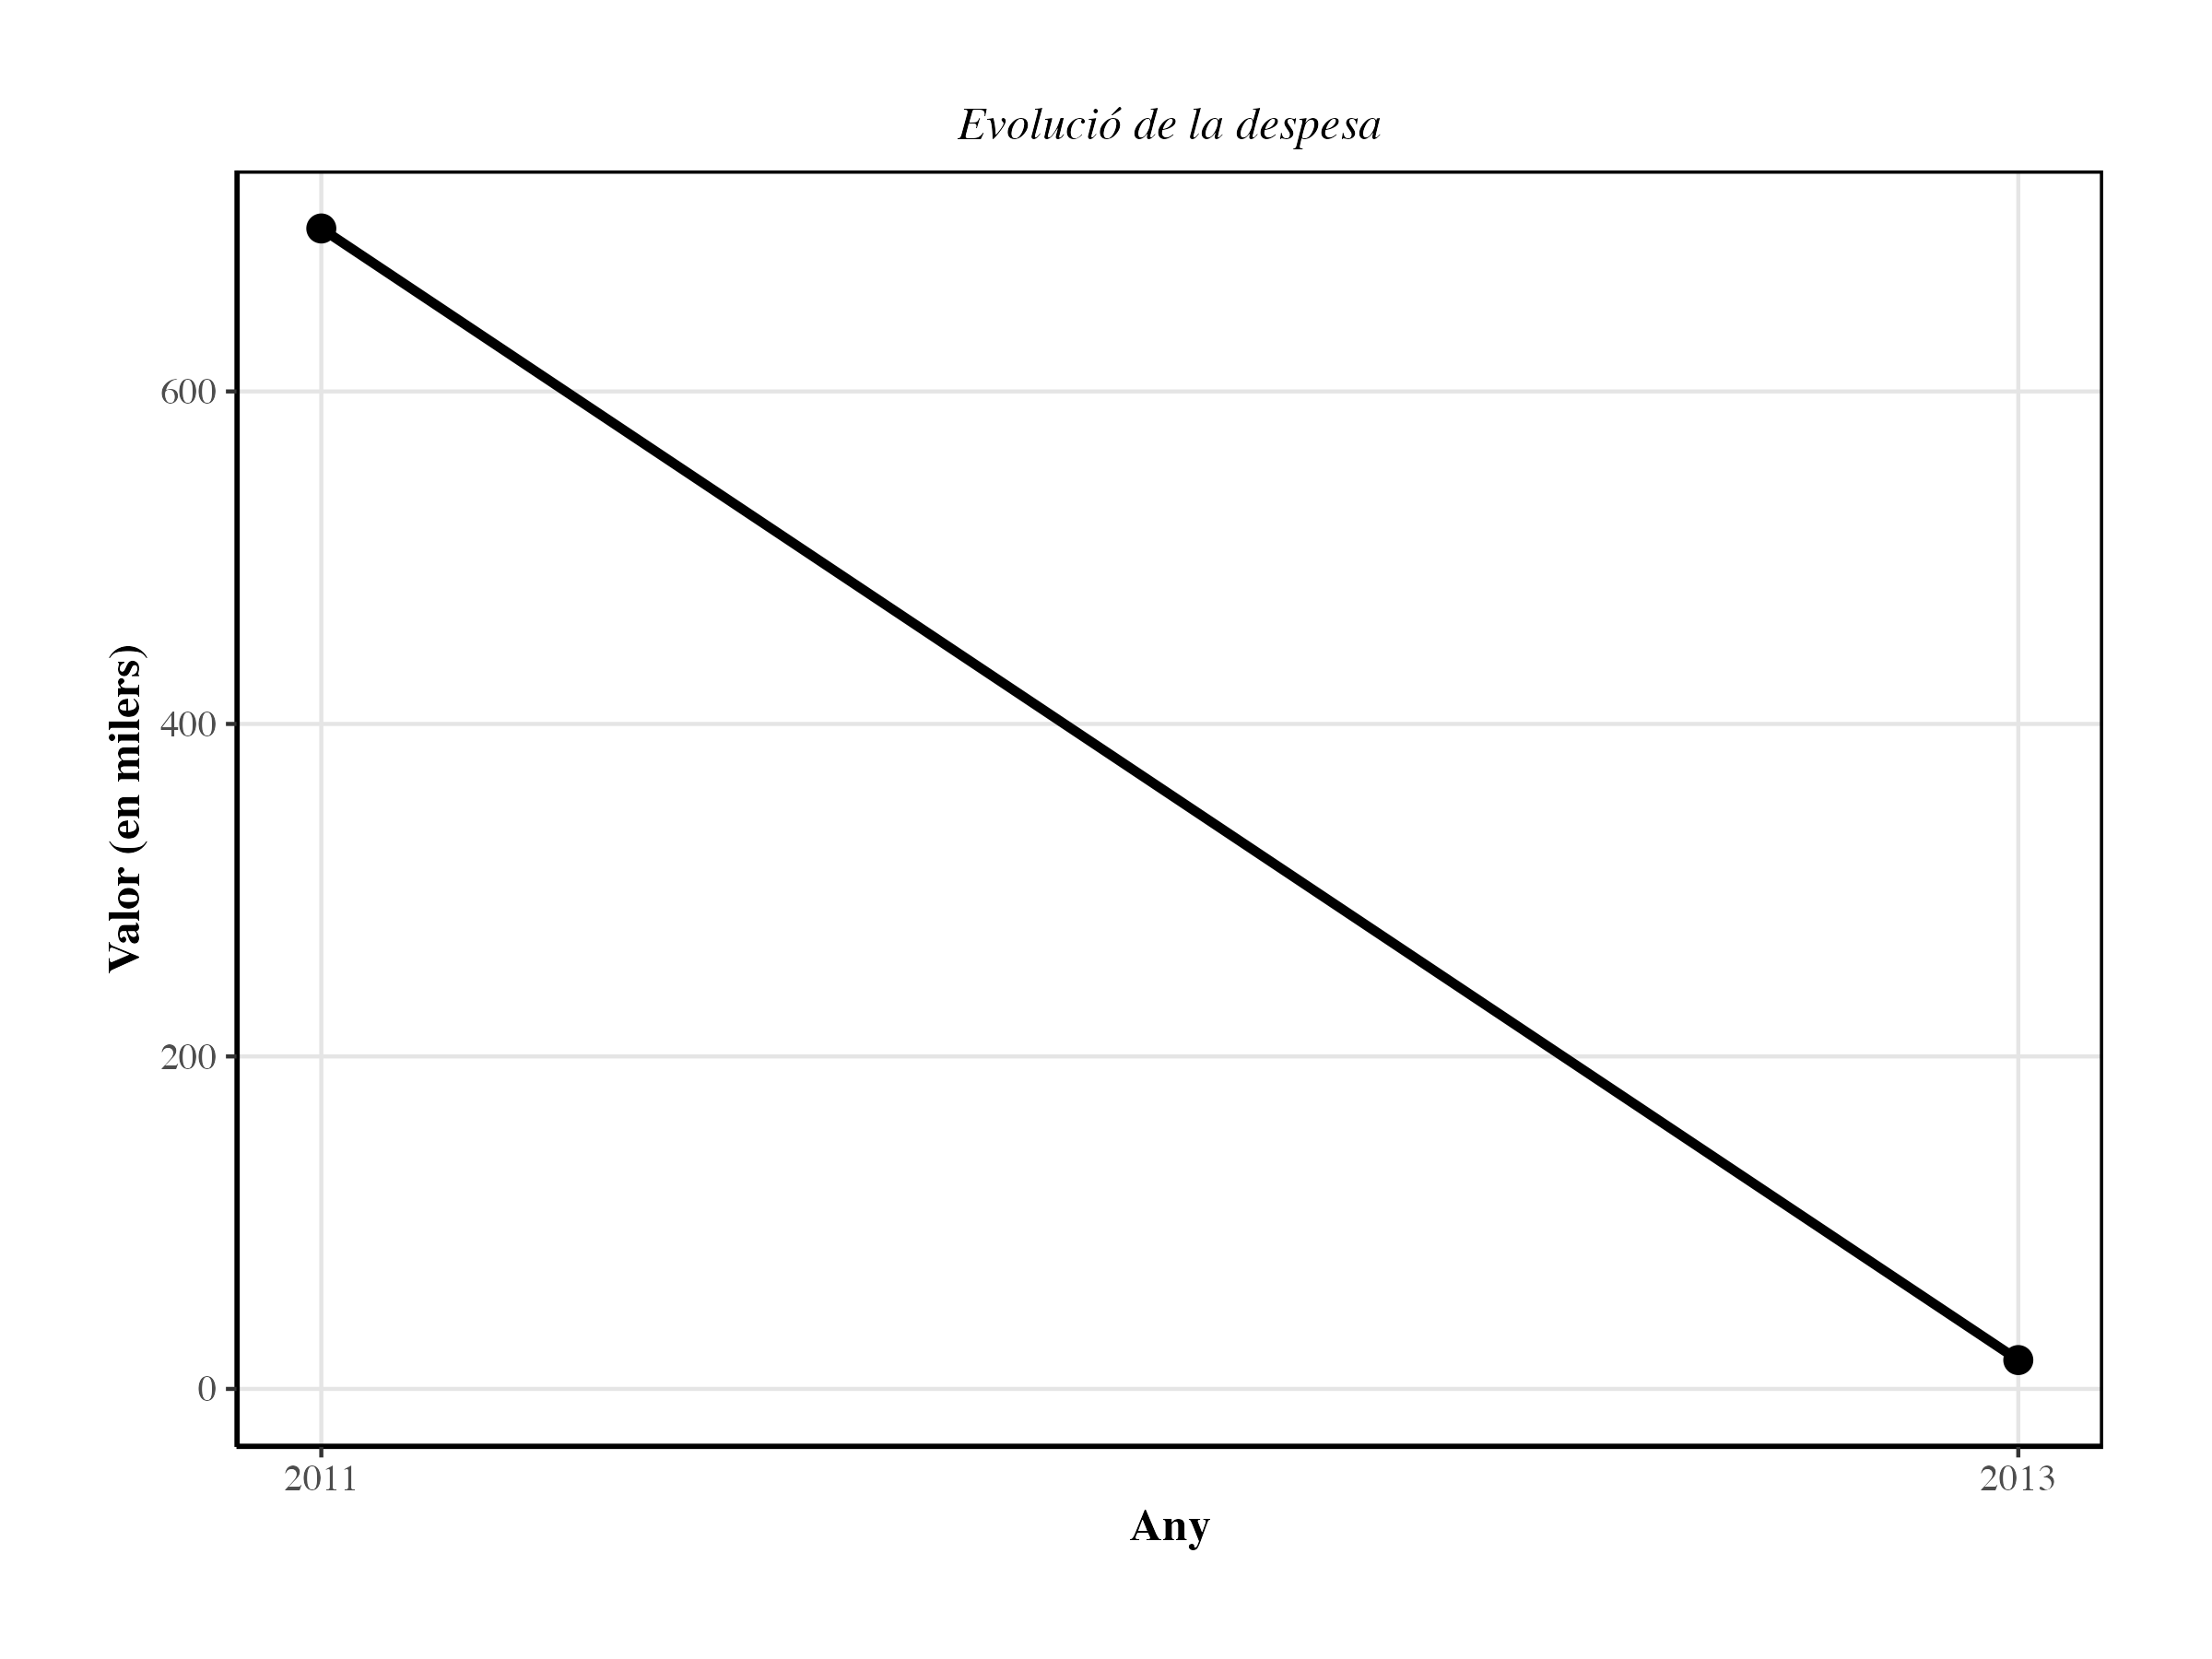 Evolució de la despesa
Valor (en milers)
600
400
200
0
2011
2013
Any